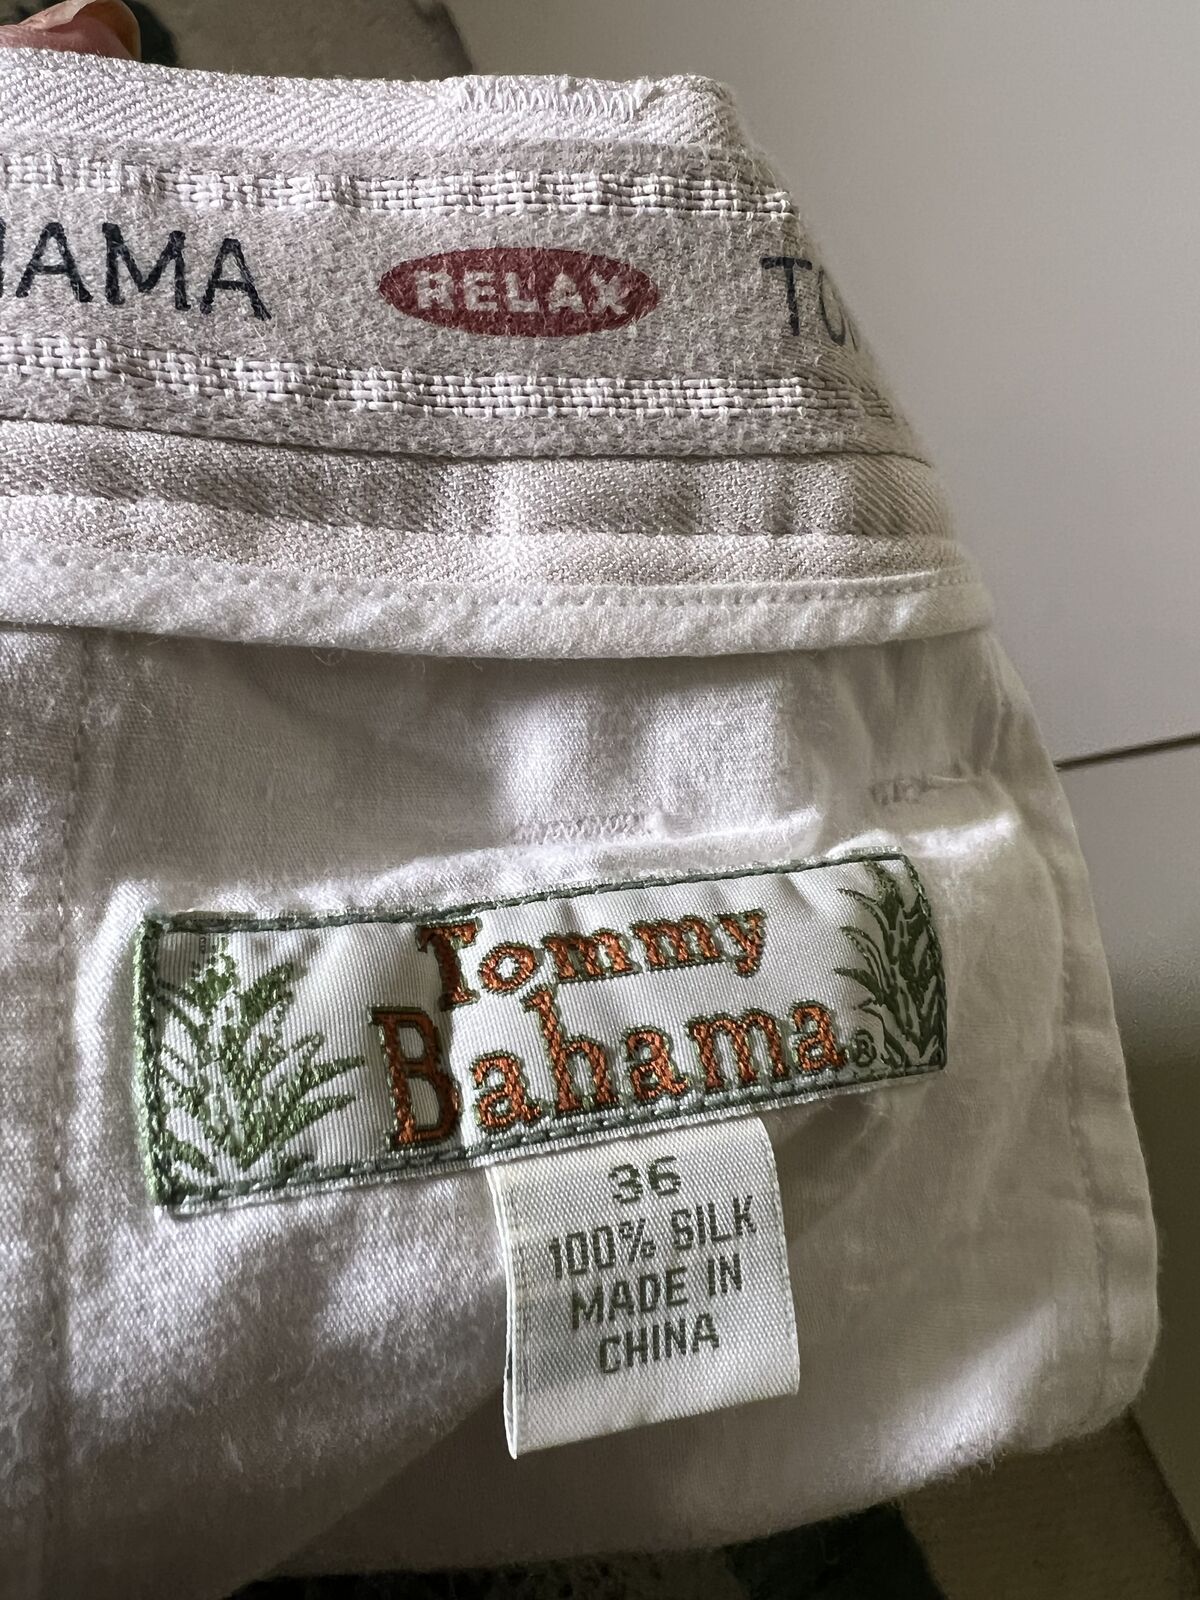 HAMA RELAX TO
Tommy
Bahama®
36
100% SILK
MADE IN
CHINA